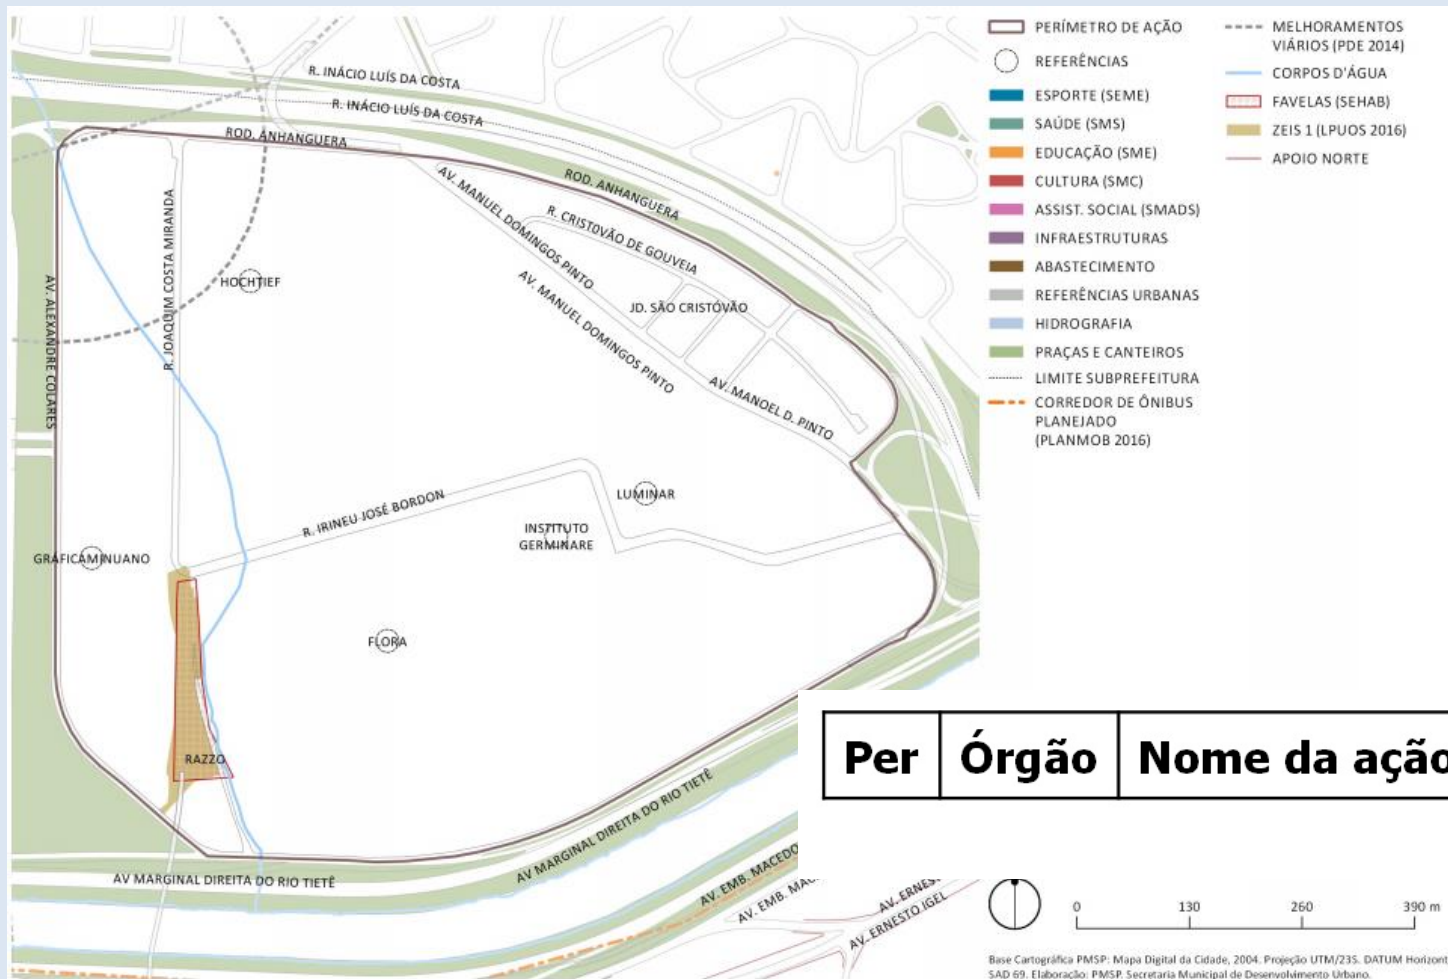 R. INÁCIO LUÍS DA COSTA
R. INÁCIO LUÍS DA COSTA
ROD. ANHANGUERA
ROD. ANHANGUERA
AV. MANUEL DOMINGOS PINTO
R. CRISTOVÃO DE GOUVEIA
AV. MANUEL DOMINGOS PINTO
JD. SÃO CRISTÓVÃO
AV. MANOEL D. PINTO
R. JOAQUIM COSTA MIRANDA
AV. ALEXANDRE COLARES
HOCHTIEF
R. IRINEU JOSÉ BORDON
LUMINAR
INSTITUTO
GERMINARE
GRÁFICAMINUANO
FLORA
RAZZO
AV MARGINAL DIREITA DO RIO TIETÊ
AV MARGINAL DIREITA DO RIO TIETÊ
AV. EMB. MACEDO
AV. EMB. MAC
AV. ERNES
AV. ERNESTO IGEL
PERÍMETRO DE AÇÃO
REFERÊNCIAS
ESPORTE (SEME)
SAÚDE (SMS)
EDUCAÇÃO (SME)
CULTURA (SMC)
ASSIST. SOCIAL (SMADS)
INFRAESTRUTURAS
ABASTECIMENTO
REFERÊNCIAS URBANAS
HIDROGRAFIA
PRAÇAS E CANTEIROS
LIMITE SUBPREFEITURA
CORREDOR DE ÔNIBUS
PLANEJADO
(PLANMOB 2016)
MELHORAMENTOS
VIÁRIOS (PDE 2014)
CORPOS D'ÁGUA
FAVELAS (SEHAB)
ZEIS 1 (LPUOS 2016)
APOIO NORTE
Per Órgão Nome da ação
0 130 260 390 m
Base Cartográfica PMSP: Mapa Digital da Cidade, 2004. Projeção UTM/23S. DATUM Horizont
SAD 69. Elaboração: PMSP. Secretaria Municipal de Desenvolvimento Urbano.